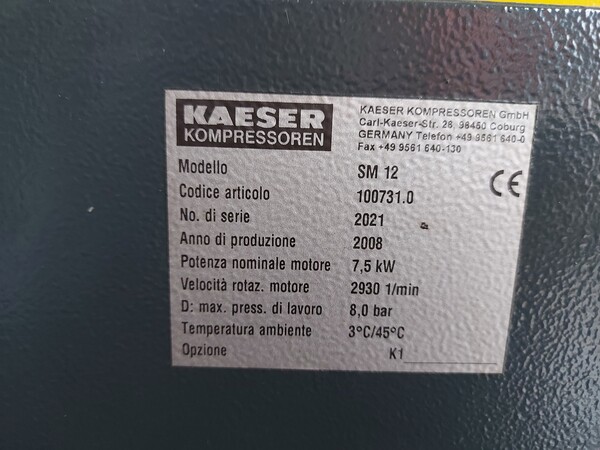 KAESER
KOMPRESSOREN
KAESER KOMPRESSOREN GmbH
Carl-Kaeser-Str. 26, 96450 Coburg
GERMANY Telefon +49 9561 640-0
Fax +49 9561 640-130
Modello SM 12
Codice articolo 100731.0
No. di serie 2021
Anno di produzione 2008
Potenza nominale motore 7,5 kW
Velocità rotaz. motore 2930 1/min
D: max. press. di lavoro 8,0 bar
Temperatura ambiente 3°C/45°C
Opzione K1
CE